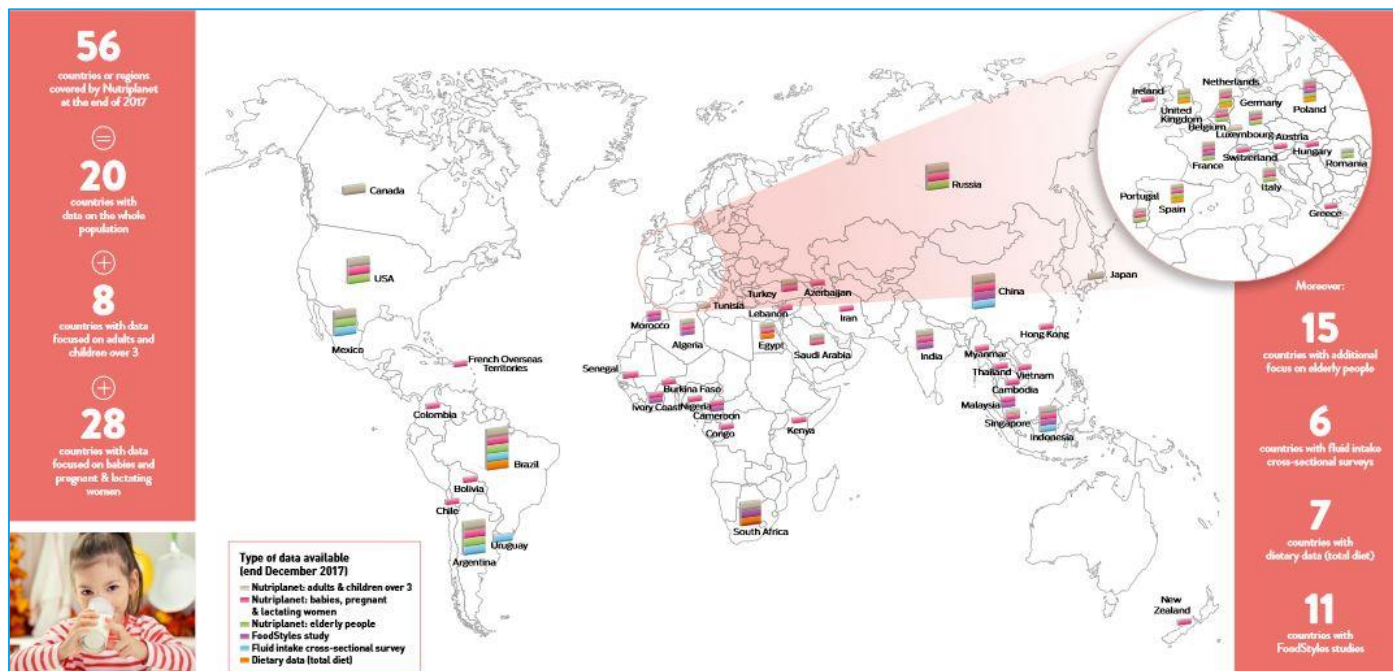 56
countries or regions
covered by Nutriplanet
at the end of 2017
=
20
countries with
data on the whole
population
+
8
countries with data
focused on adults and
children over 3
+
28
countries with data
focused on babies and
pregnant & lactating
women
Canada
USA
Mexico
French Overseas
Territories
Colombia
Brazil
Bolivia
Chile
Argentina
Uruguay
Russia
Japan
China
Turkey
Azerbaijan
Tunisia
Lebanon
Iran
Morocco
Algeria
Egypt
Saudi Arabia
India
Hong Kong
Myanmar
Thailand
Vietnam
Cambodia
Malaysia
Singapore
Indonesia
Senegal
Burkina Faso
Ivory Coast
Nigeria
Cameroon
Congo
Kenya
South Africa
New
Zealand
Ireland
United
Kingdom
Netherlands
Belgium
Germany
Luxembourg
Poland
Austria
Hungary
Switzerland
France
Romania
Italy
Portugal
Spain
Greece
Type of data available
(end December 2017)
Nutriplanet: adults & children over 3
Nutriplanet: babies, pregnant
& lactating women
Nutriplanet: elderly people
FoodStyles study
Fluid intake cross-sectional survey
Dietary data (total diet)
Moreover:
15
countries with additional
focus on elderly people
6
countries with fluid intake
cross-sectional surveys
7
countries with
dietary data (total diet)
11
countries with
FoodStyles studies